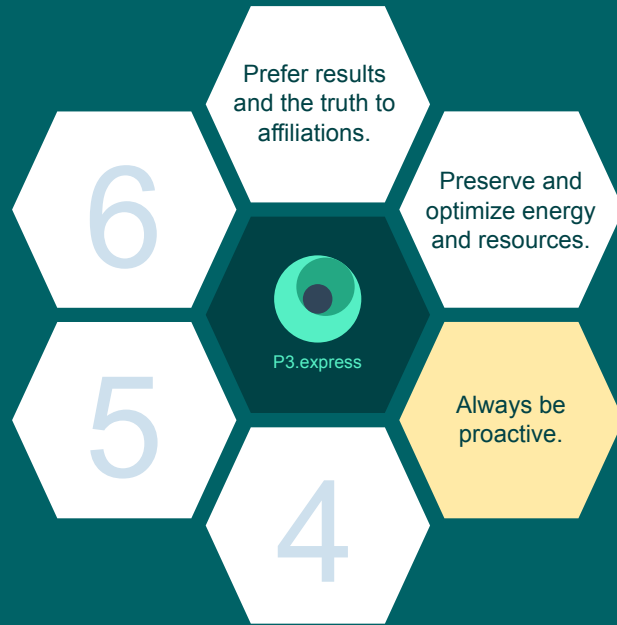 Prefer results
and the truth to
affiliations.
Preserve and
optimize energy
and resources.
Always be
proactive.
4
5
6
P3.express